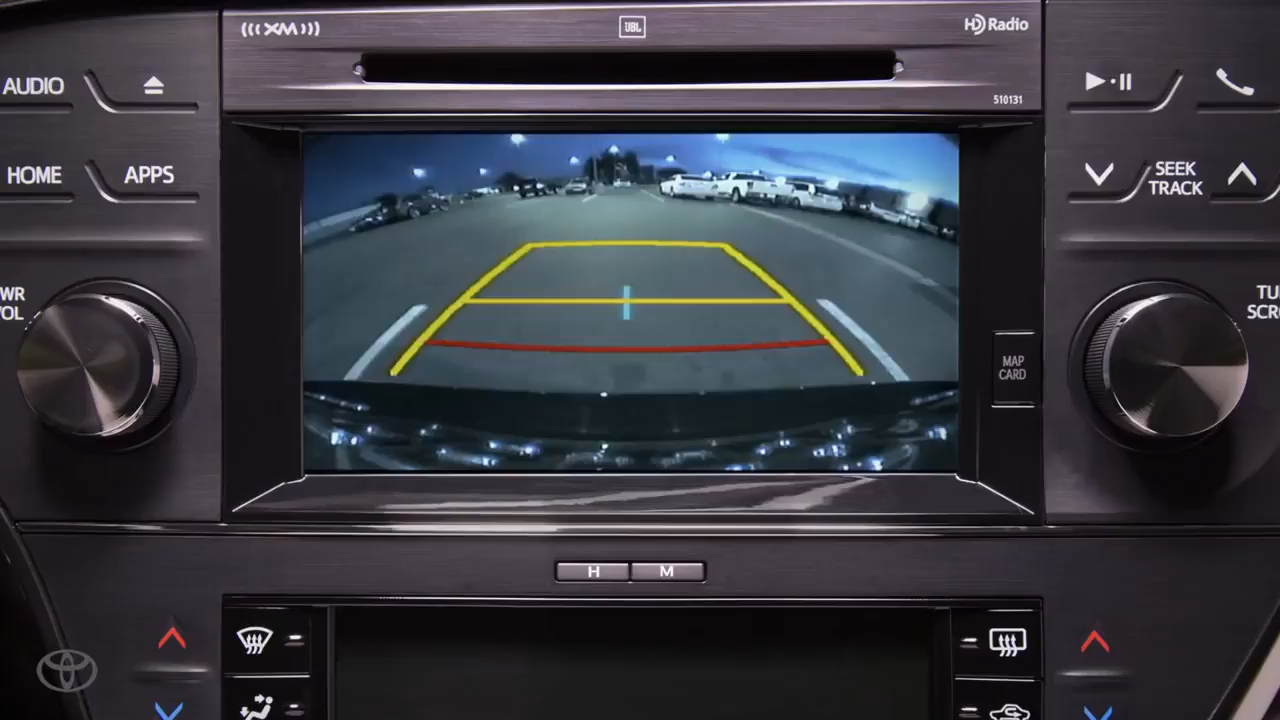 XM
JBL
HD Radio
510131
AUDIO
HOME
APPS
SEEK
TRACK
MAP
CARD
H
M